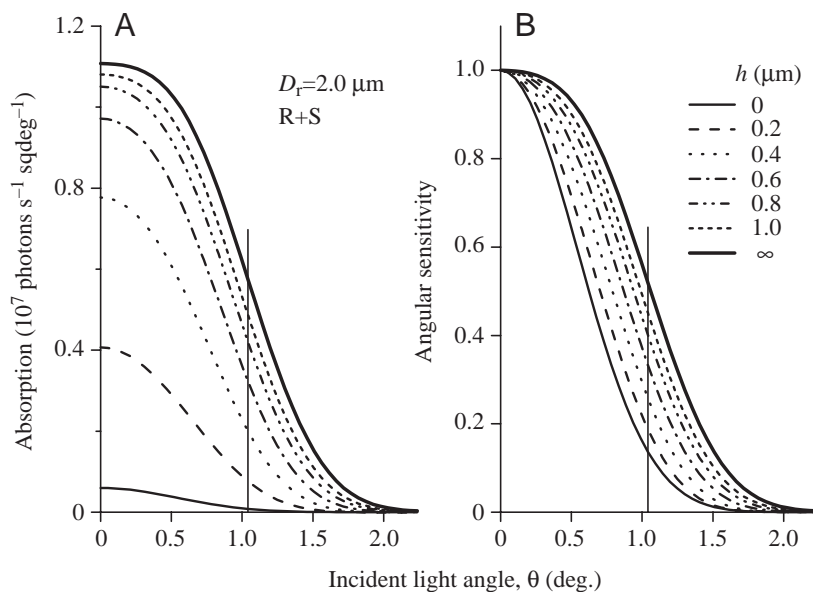 A
D_r=2.0 μm
R+S
Absorption (10⁷ photons s⁻¹ sqdeg⁻¹)
1.2
0.8
0.4
0
0 0.5 1.0 1.5 2.0
B
h (μm)
0
0.2
0.4
0.6
0.8
1.0
∞
Angular sensitivity
1.0
0.8
0.6
0.4
0.2
0
0 0.5 1.0 1.5 2.0
Incident light angle, θ (deg.)